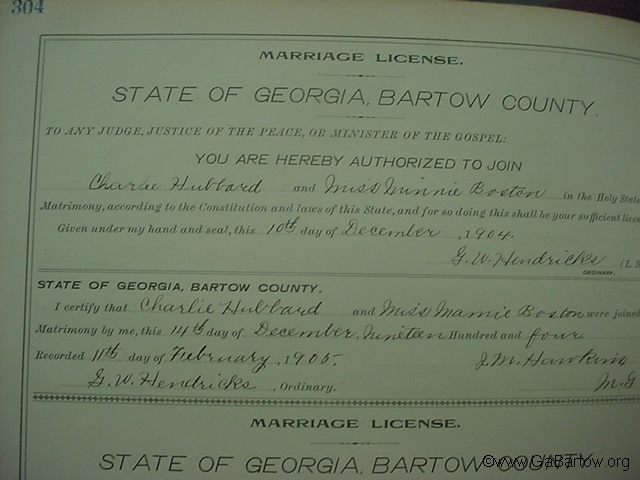 304
MARRIAGE LICENSE.
STATE OF GEORGIA, BARTOW COUNTY.
TO ANY JUDGE, JUSTICE OF THE PEACE, OR MINISTER OF THE GOSPEL:
YOU ARE HEREBY AUTHORIZED TO JOIN
Charlie Hubbard and Miss Minnie Boston in the Holy State
Matrimony, according to the Constitution and laws of this State, and for so doing this shall be your sufficient licen
Given under my hand and seal, this 10th day of December, 1904.
G. W. Hendricks (L. S
ORDINARY.
STATE OF GEORGIA, BARTOW COUNTY.
I certify that Charlie Hubbard and Miss Mamie Boston were joined
Matrimony by me, this 14th day of December, Nineteen Hundred and four.
Recorded 11th day of February, 1905. J. M. Hawkins
G. W. Hendricks, Ordinary. M. G
MARRIAGE LICENSE.
STATE OF GEORGIA, BARTOW COUNTY.
©www.GaBartow.org